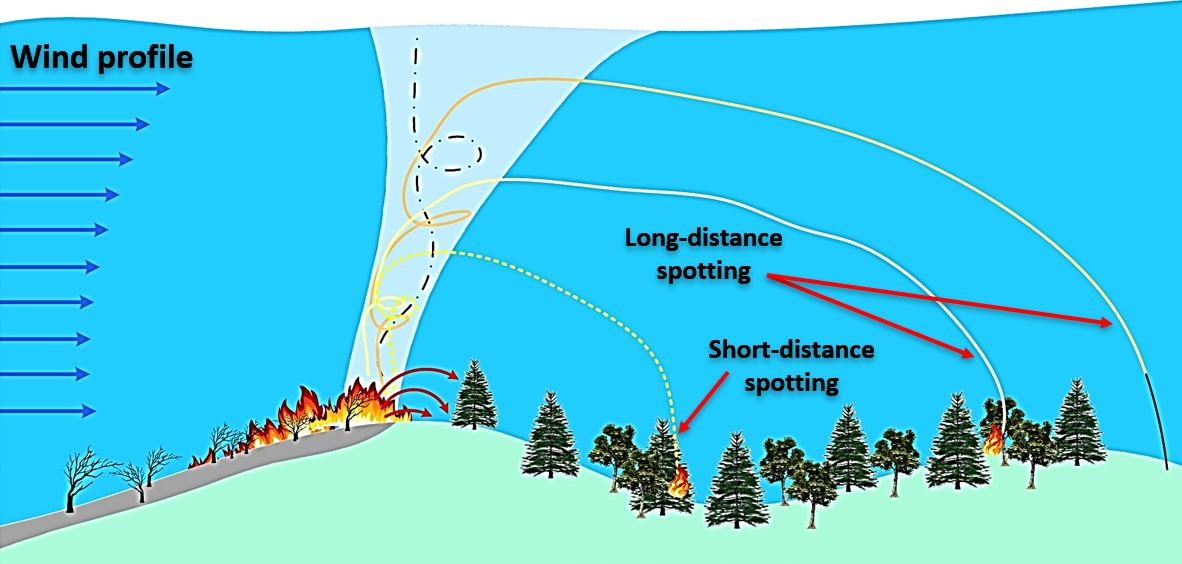 Wind profile
Long-distance
spotting
Short-distance
spotting